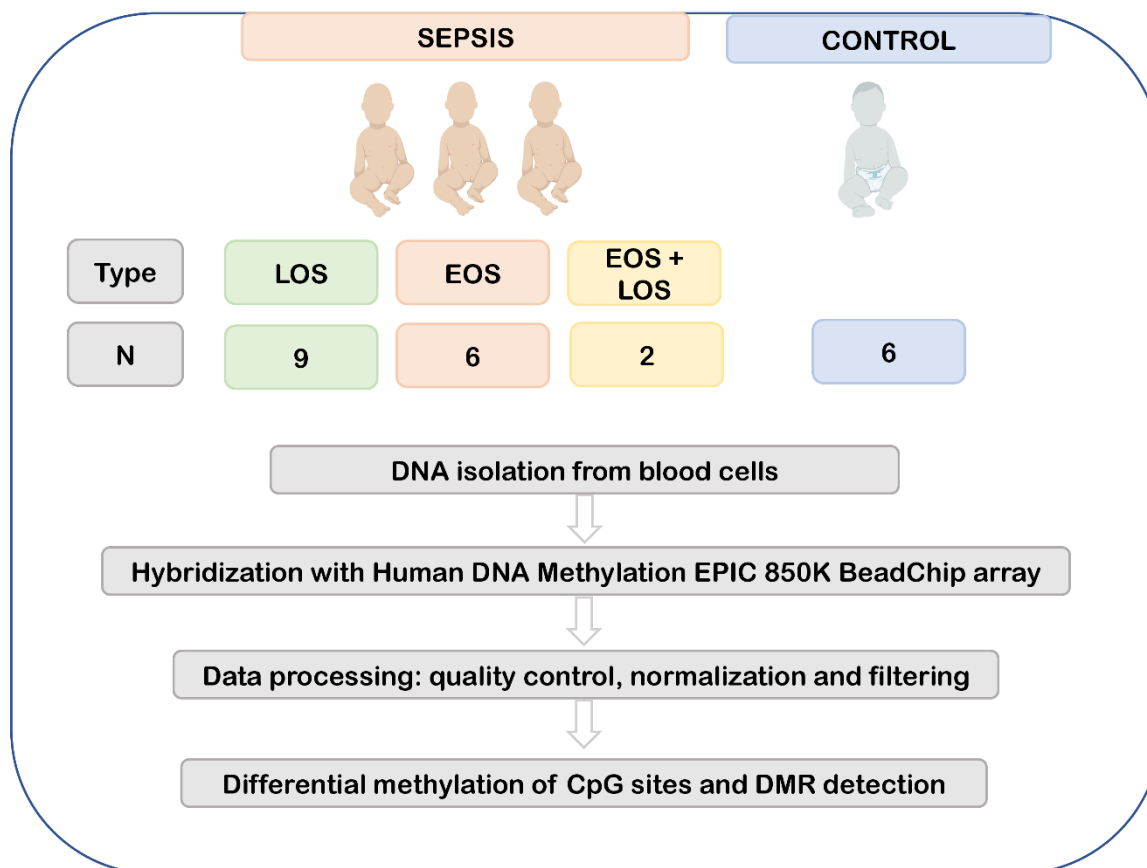 SEPSIS
CONTROL
Type
LOS
EOS
EOS +
LOS
N
9
6
2
6
DNA isolation from blood cells
Hybridization with Human DNA Methylation EPIC 850K BeadChip array
Data processing: quality control, normalization and filtering
Differential methylation of CpG sites and DMR detection